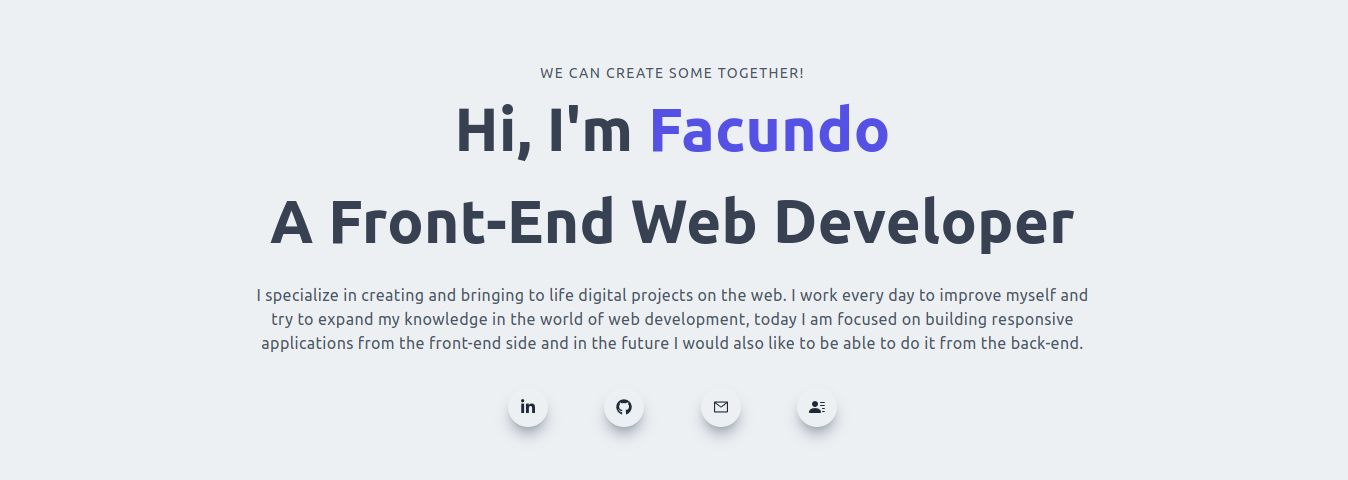 WE CAN CREATE SOME TOGETHER!
Hi, I'm Facundo
A Front-End Web Developer
I specialize in creating and bringing to life digital projects on the web. I work every day to improve myself and
try to expand my knowledge in the world of web development, today I am focused on building responsive
applications from the front-end side and in the future I would also like to be able to do it from the back-end.
in